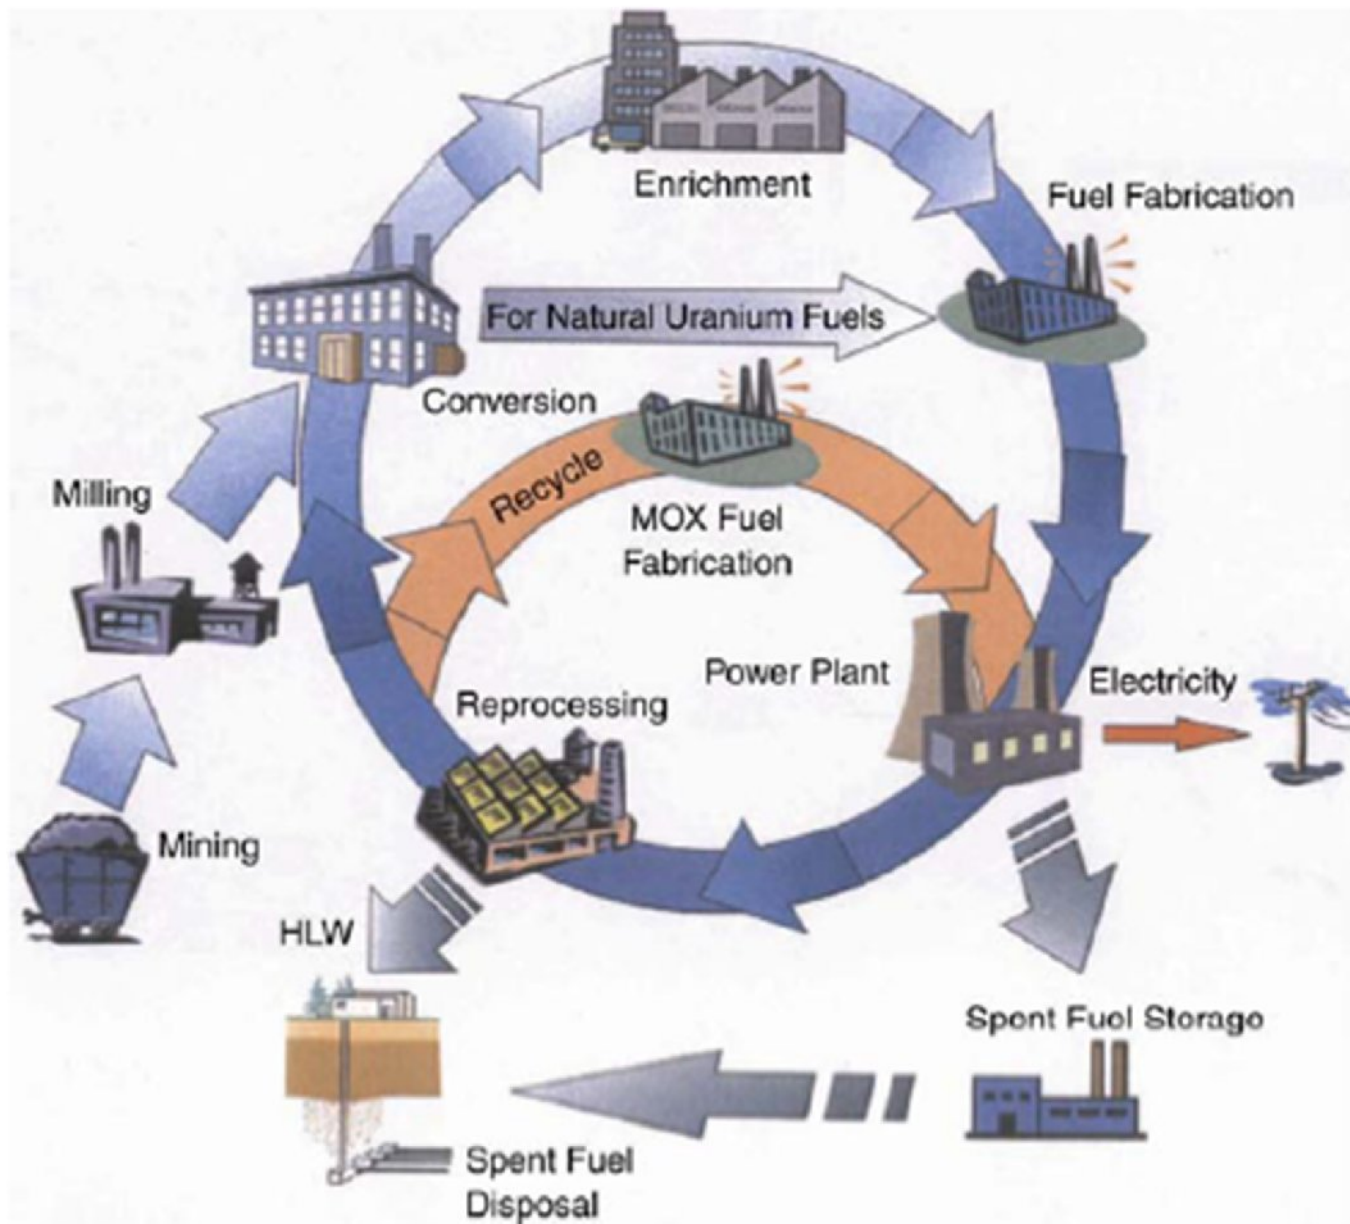 Enrichment
Fuel Fabrication
For Natural Uranium Fuels
Conversion
Recycle
Milling
MOX Fuel
Fabrication
Power Plant
Electricity
Reprocessing
Mining
HLW
Spent Fuel Storage
Spent Fuel
Disposal